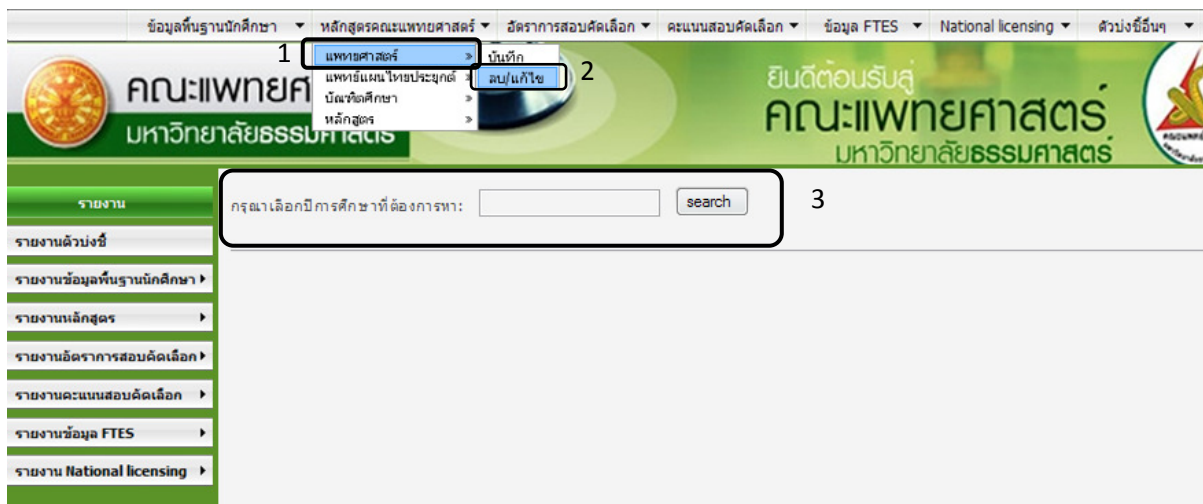 ข้อมูลพื้นฐานนักศึกษา หลักสูตรคณะแพทยศาสตร์ อัตราการสอบคัดเลือก คะแนนสอบคัดเลือก ข้อมูล FTES National licensing ตัวบ่งชี้อื่นๆ
1 แพทยศาสตร์ » บันทึก
แพทย์แผนไทยประยุกต์ » ลบ/แก้ไข 2
บัณฑิตศึกษา »
หลักสูตร »
คณะแพทยศ
มหาวิทยาลัยธรรมศาสตร์
ยินดีต้อนรับสู่
คณะแพทยศาสตร์
มหาวิทยาลัยธรรมศาสตร์
รายงาน
กรุณาเลือกปีการศึกษาที่ต้องการหา: search 3
รายงานตัวบ่งชี้
รายงานข้อมูลพื้นฐานนักศึกษา
รายงานหลักสูตร
รายงานอัตราการสอบคัดเลือก
รายงานคะแนนสอบคัดเลือก
รายงานข้อมูล FTES
รายงาน National licensing